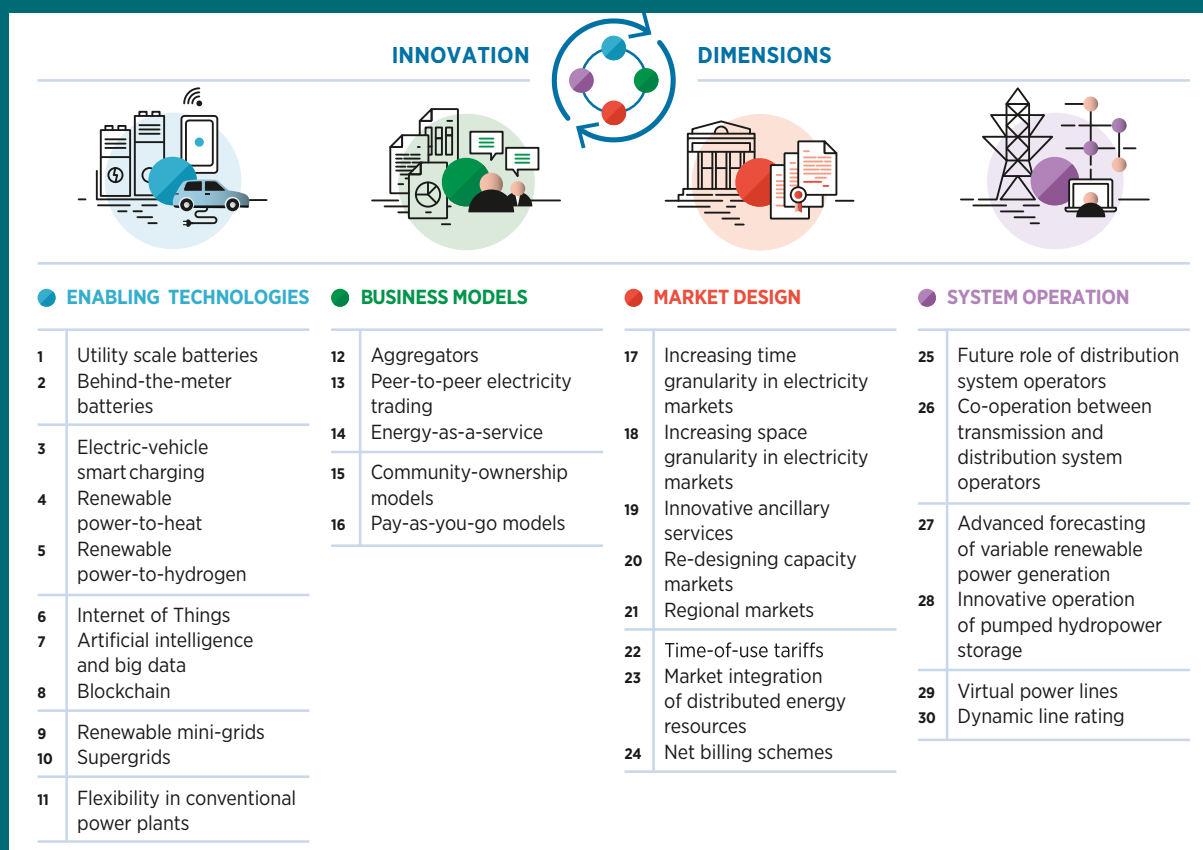 INNOVATION DIMENSIONS
ENABLING TECHNOLOGIES
1 Utility scale batteries
2 Behind-the-meter
batteries
3 Electric-vehicle
smart charging
4 Renewable
power-to-heat
5 Renewable
power-to-hydrogen
6 Internet of Things
7 Artificial intelligence
and big data
8 Blockchain
9 Renewable mini-grids
10 Supergrids
11 Flexibility in conventional
power plants
BUSINESS MODELS
12 Aggregators
13 Peer-to-peer electricity
trading
14 Energy-as-a-service
15 Community-ownership
models
16 Pay-as-you-go models
MARKET DESIGN
17 Increasing time
granularity in electricity
markets
18 Increasing space
granularity in electricity
markets
19 Innovative ancillary
services
20 Re-designing capacity
markets
21 Regional markets
22 Time-of-use tariffs
23 Market integration
of distributed energy
resources
24 Net billing schemes
SYSTEM OPERATION
25 Future role of distribution
system operators
26 Co-operation between
transmission and
distribution system
operators
27 Advanced forecasting
of variable renewable
power generation
28 Innovative operation
of pumped hydropower
storage
29 Virtual power lines
30 Dynamic line rating